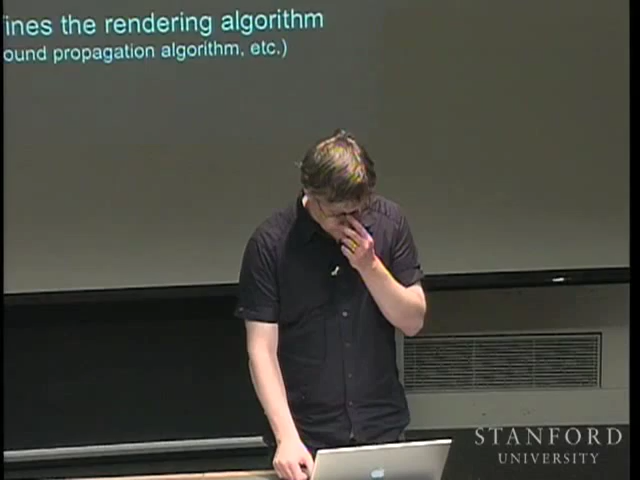 ines the rendering algorithm
ound propagation algorithm, etc.)
STANFORD
UNIVERSITY